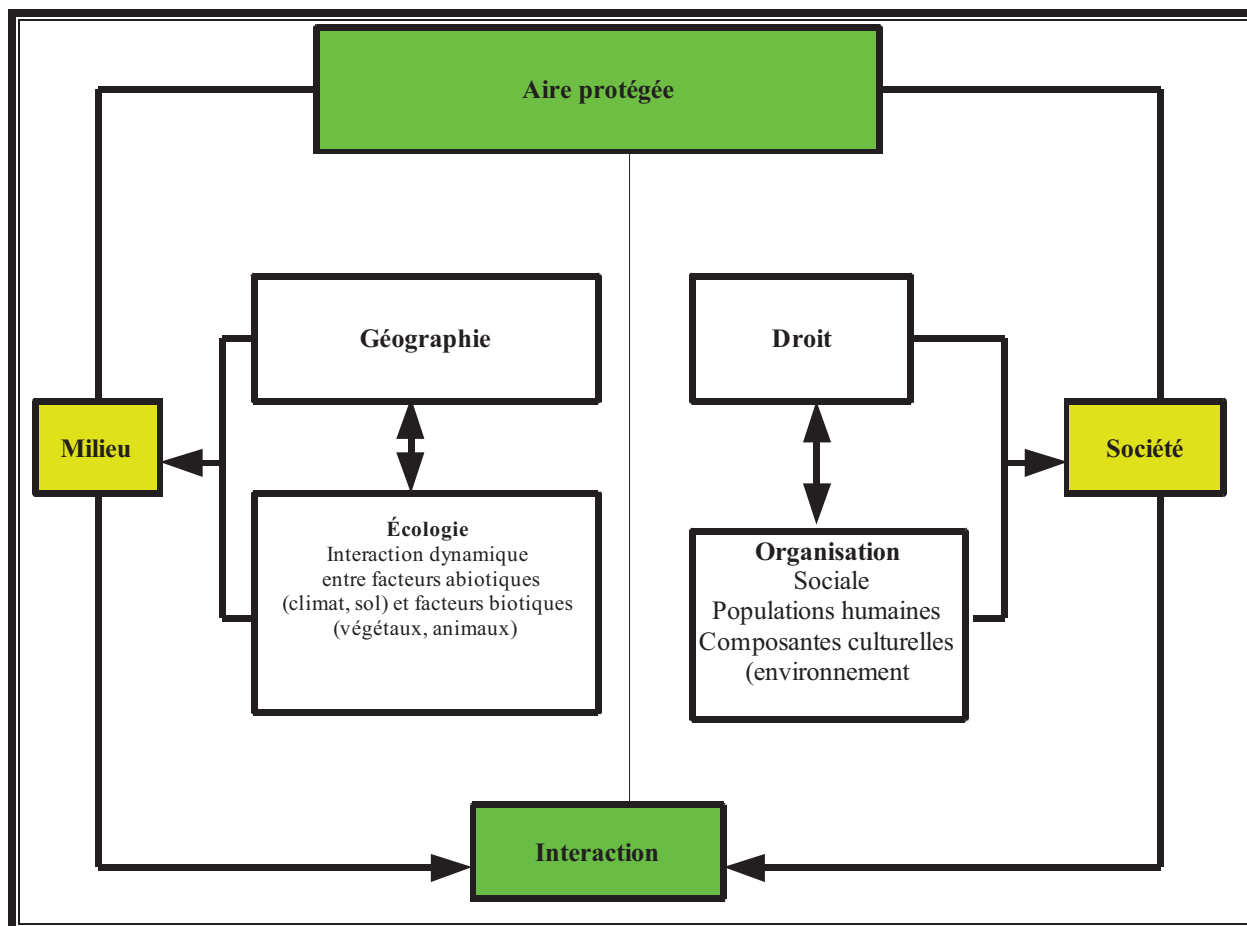 Aire protégée
Géographie
Droit
Milieu
Société
Écologie
Interaction dynamique
entre facteurs abiotiques
(climat, sol) et facteurs biotiques
(végétaux, animaux)
Organisation
Sociale
Populations humaines
Composantes culturelles
(environnement
Interaction